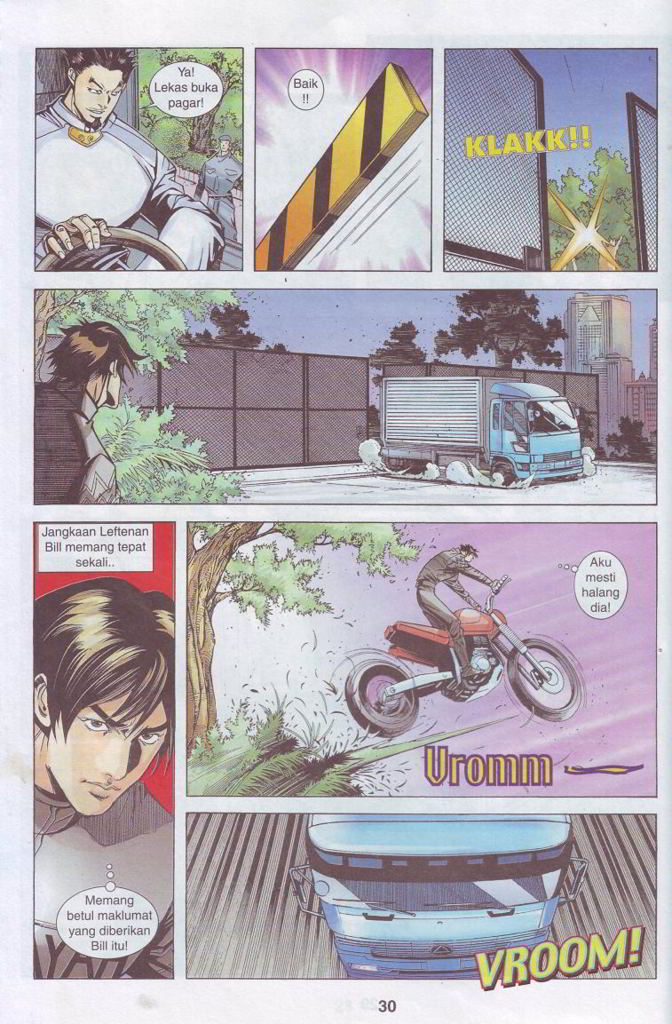 Ya!
Lekas buka
pagar!
Baik
!!
KLAKK!!
Jangkaan Leftenan
Bill memang tepat
sekali..
Aku
mesti
halang
dia!
Vromm
Memang
betul maklumat
yang diberikan
Bill itu!
VROOM!
30